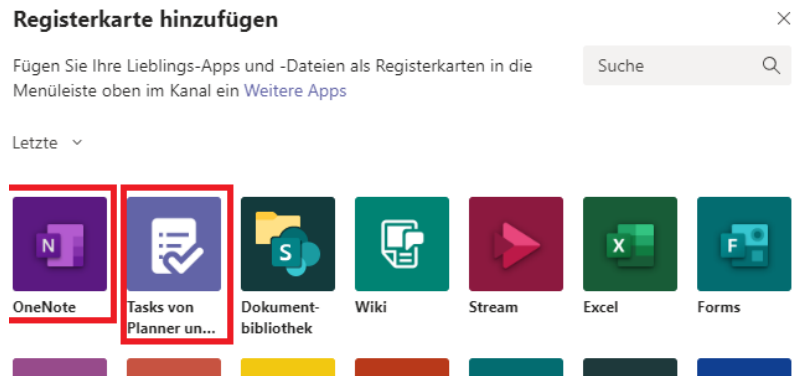 Registerkarte hinzufügen
Fügen Sie Ihre Lieblings-Apps und -Dateien als Registerkarten in die
Menüleiste oben im Kanal ein Weitere Apps
Suche
Letzte
N
S
X
F
OneNote
Tasks von
Planner un...
Dokument-
bibliothek
Wiki
Stream
Excel
Forms